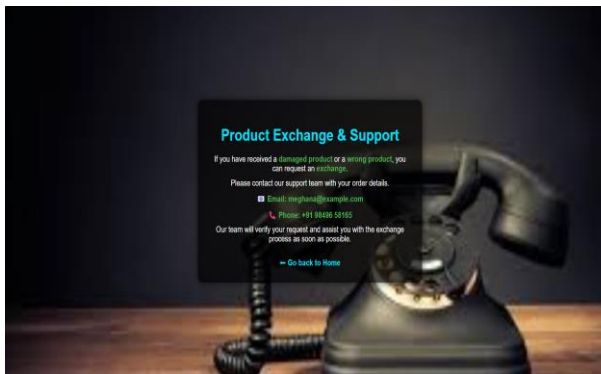 Product Exchange & Support
If you have received a damaged product or a wrong product, you
can request an exchange.
Please contact our support team with your order details.
📧 Email: meghana@example.com
📞 Phone: +91 98496 58165
Our team will verify your request and assist you with the exchange
process as soon as possible.
⬅ Go back to Home